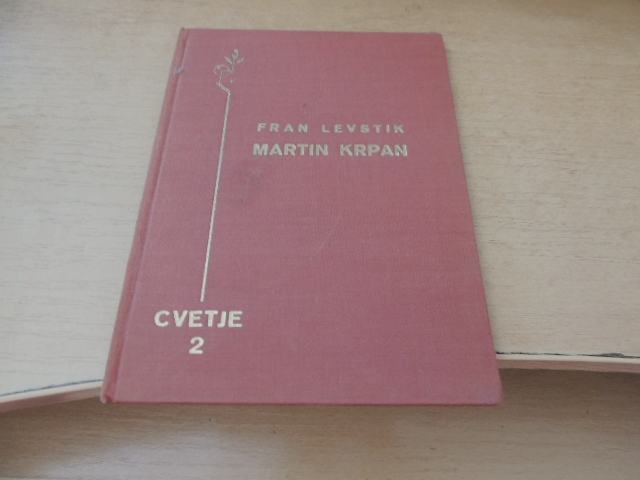 FRAN LEVSTIK
MARTIN KRPAN
CVETJE
2